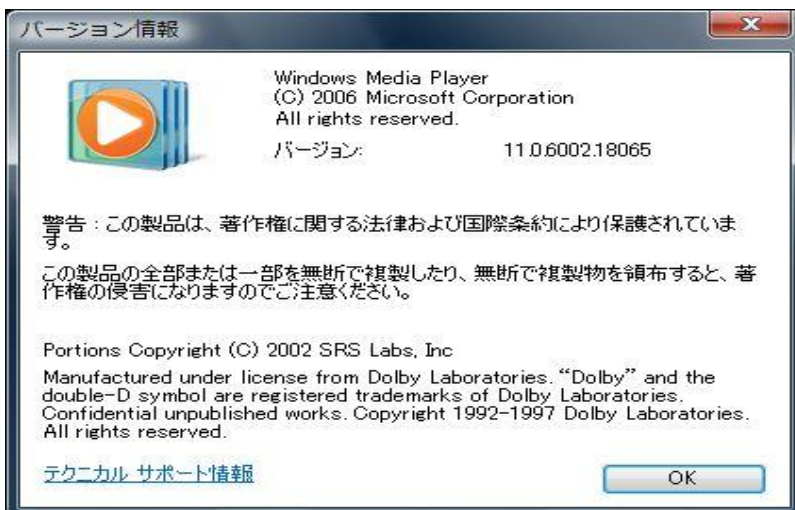 バージョン情報
Windows Media Player
(C) 2006 Microsoft Corporation
All rights reserved.
バージョン: 11.0.6002.18065
警告：この製品は、著作権に関する法律および国際条約により保護されていま
す。
この製品の全部または一部を無断で複製したり、無断で複製物を頒布すると、著
作権の侵害になりますのでご注意ください。
Portions Copyright (C) 2002 SRS Labs, Inc
Manufactured under license from Dolby Laboratories. “Dolby” and the
double-D symbol are registered trademarks of Dolby Laboratories.
Confidential unpublished works. Copyright 1992-1997 Dolby Laboratories.
All rights reserved.
テクニカル サポート情報
OK